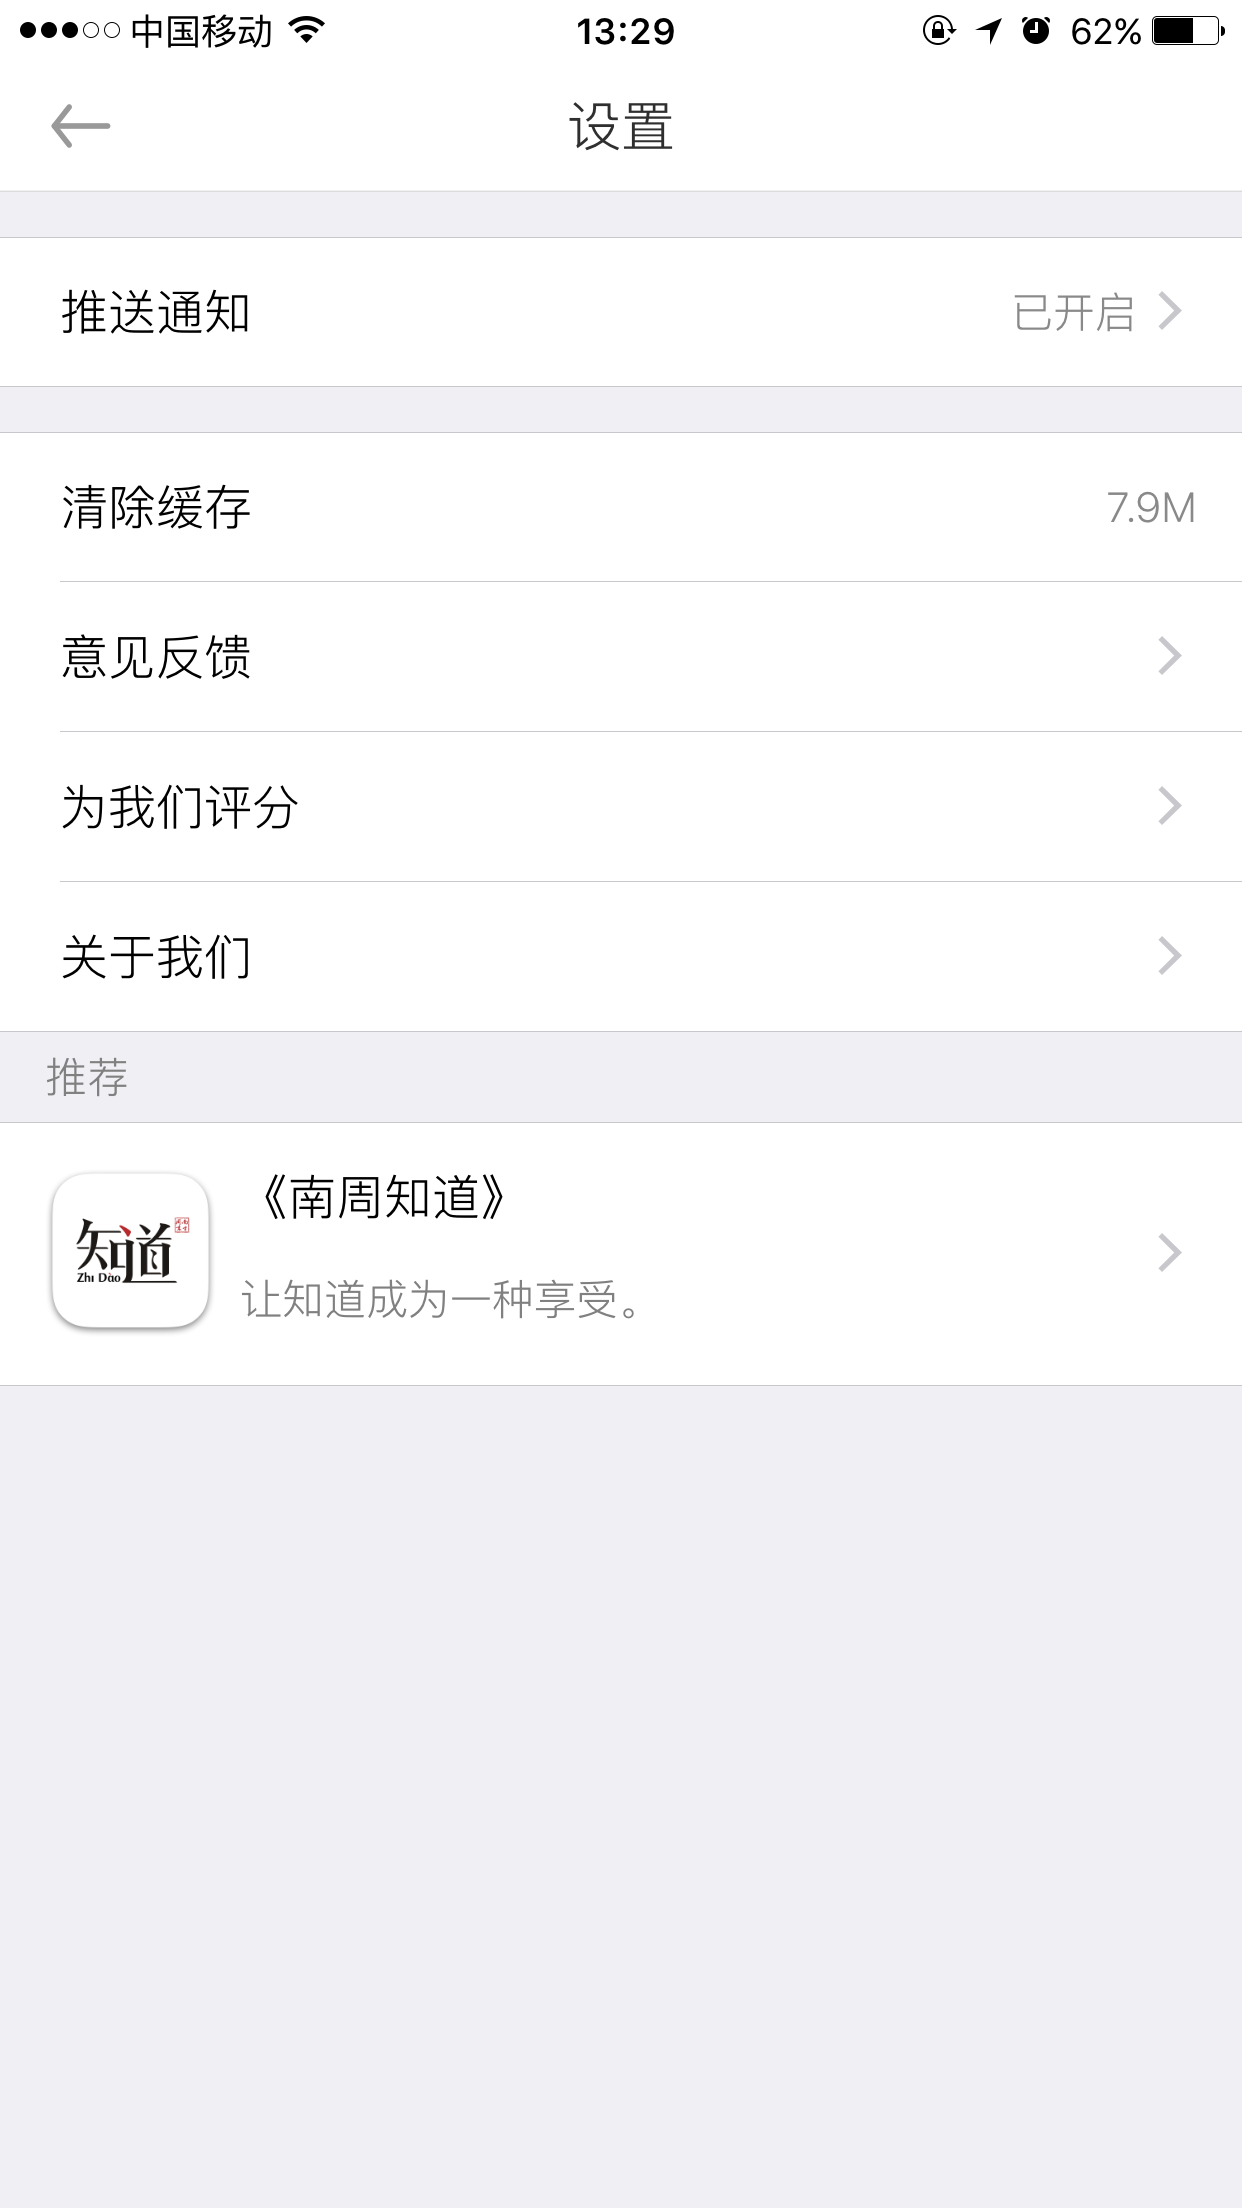 中国移动 13:29 62%
设置
推送通知 已开启
清除缓存 7.9M
意见反馈
为我们评分
关于我们
推荐
《南周知道》
知道
Zhi Dào
让知道成为一种享受。